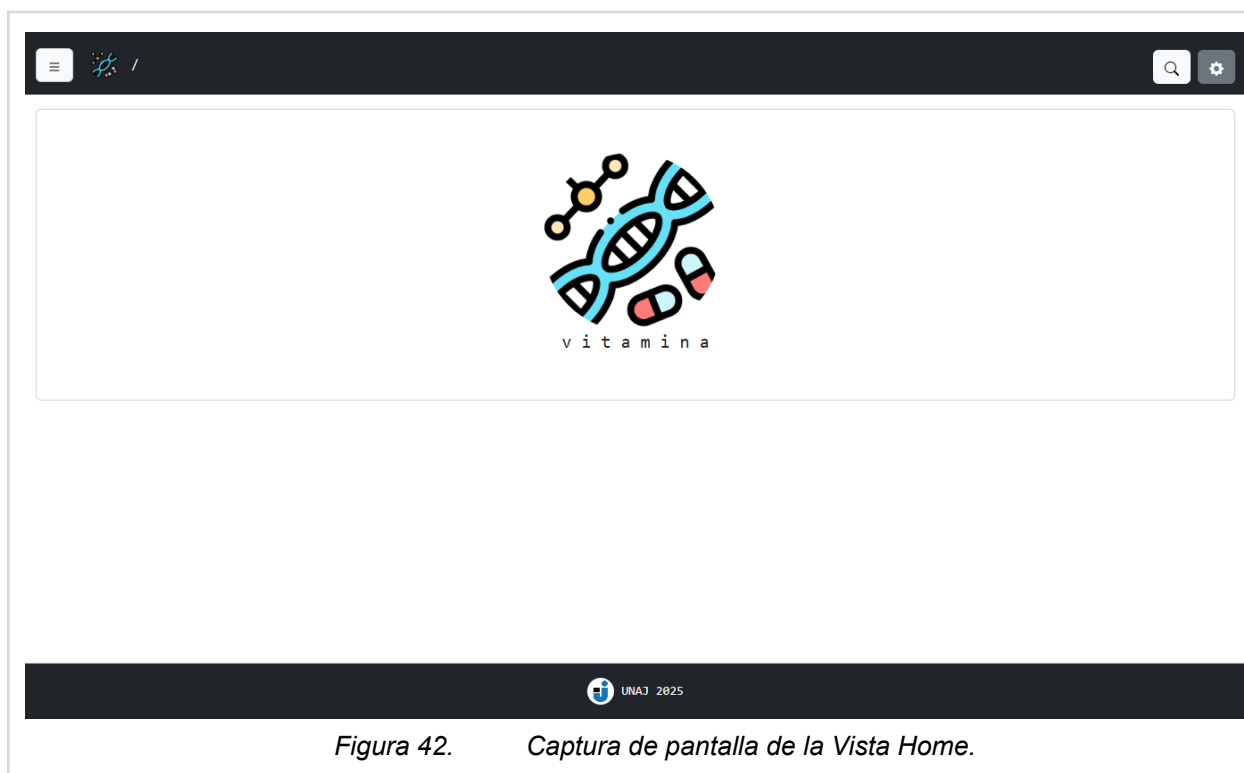 /
v i t a m i n a
UNAJ 2025
Figura 42. Captura de pantalla de la Vista Home.